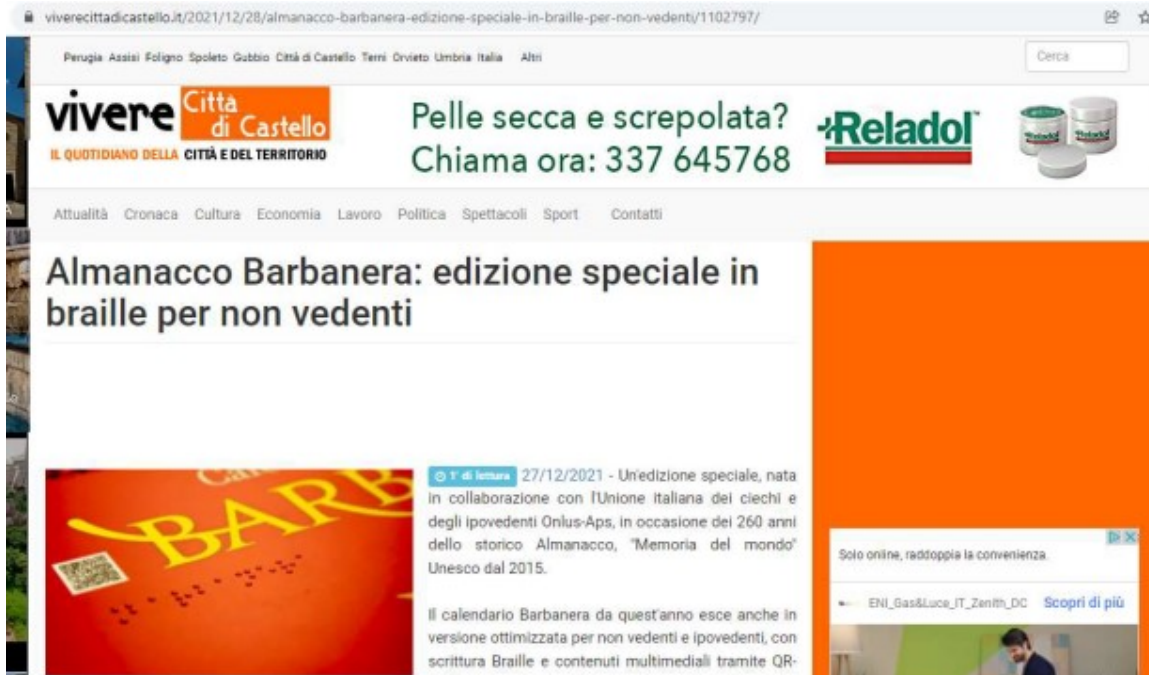 viverecittadicastello.it/2021/12/28/almanacco-barbanera-edizione-speciale-in-braille-per-non-vedenti/1102797/
Perugia Assisi Foligno Spoleto Gubbio Città di Castello Terni Orvieto Umbria Italia Altri
Cerca
vivere Città
di Castello
IL QUOTIDIANO DELLA CITTÀ E DEL TERRITORIO
Pelle secca e screpolata?
Chiama ora: 337 645768
Reladol
Attualità Cronaca Cultura Economia Lavoro Politica Spettacoli Sport Contatti
Almanacco Barbanera: edizione speciale in
braille per non vedenti
BARB
1' di lettura 27/12/2021 - Un'edizione speciale, nata
in collaborazione con l'Unione italiana dei ciechi e
degli ipovedenti Onlus-Aps, in occasione dei 260 anni
dello storico Almanacco, "Memoria del mondo"
Unesco dal 2015.
Il calendario Barbanera da quest'anno esce anche in
versione ottimizzata per non vedenti e ipovedenti, con
scrittura Braille e contenuti multimediali tramite QR-
Solo online, raddoppia la convenienza.
ENI_Gas&Luce_IT_Zenith_DC Scopri di più